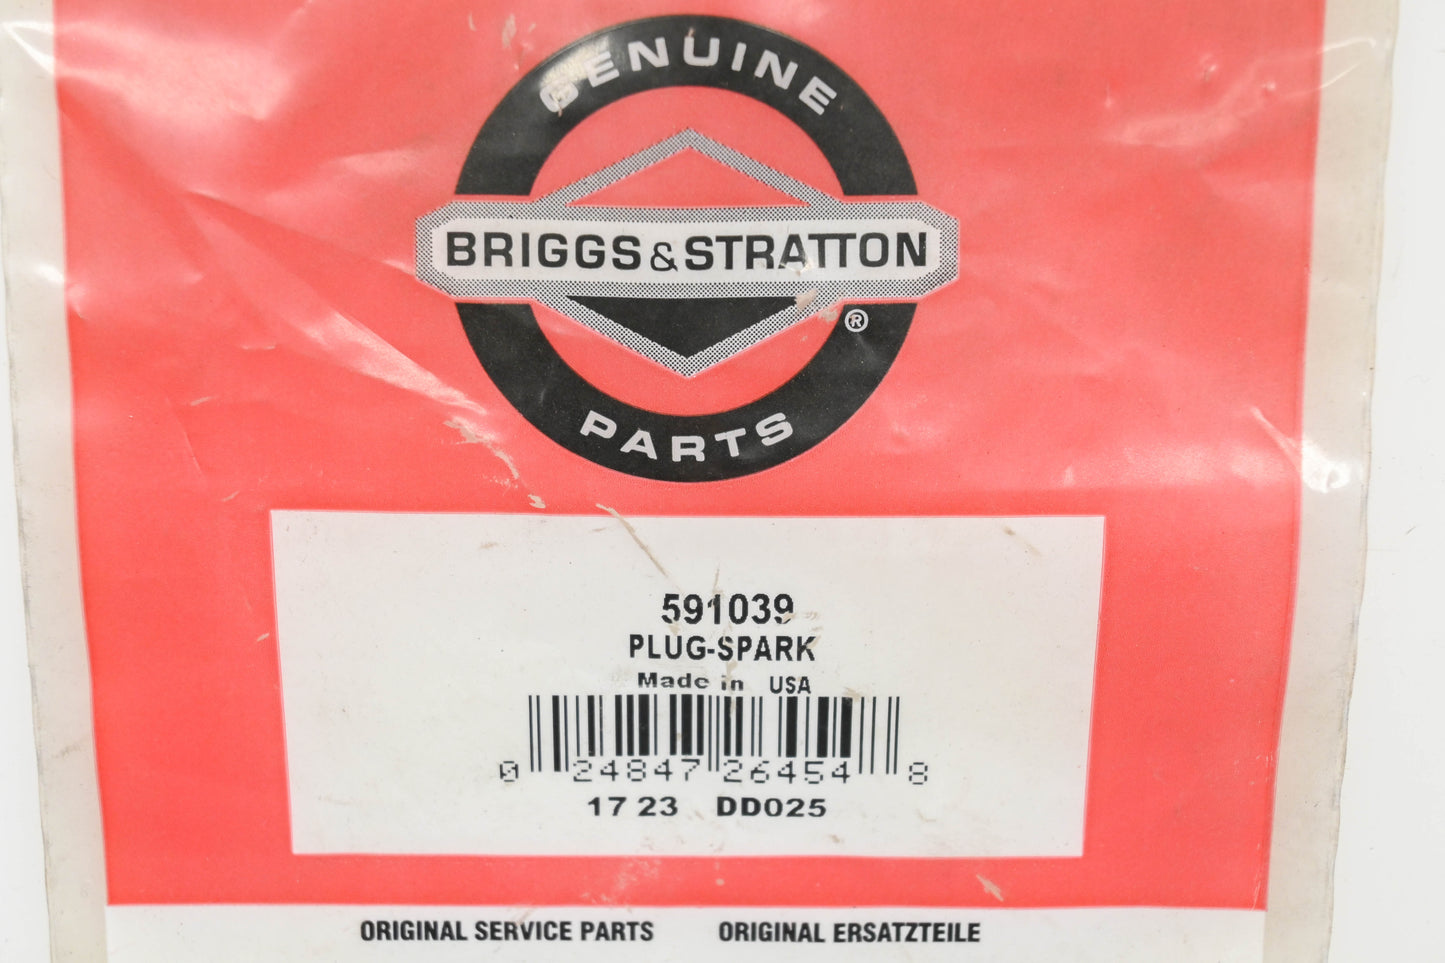 GENUINE
BRIGGS & STRATTON
®
PARTS
591039
PLUG-SPARK
Made in USA
0 24847 26454 8
17 23 DD025
ORIGINAL SERVICE PARTS ORIGINAL ERSATZTEILE